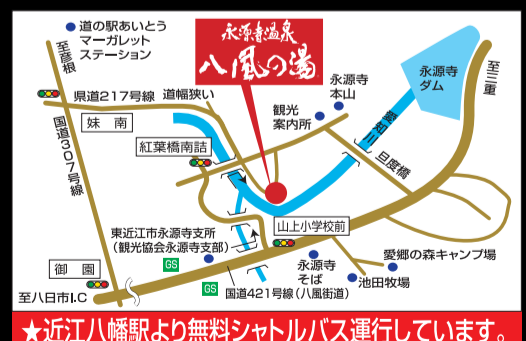 道の駅あいとう
マーガレット
ステーション
至彦根
県道217号線
道幅狭い
妹南
国道307号線
永源寺温泉
八風の湯
紅葉橋南詰
観光
案内所
永源寺
本山
愛知川
旦度橋
永源寺
ダム
至三重
東近江市永源寺支所
(観光協会永源寺支部)
山上小学校前
御園
GS
GS
至八日市I.C
国道421号線(八風街道)
永源寺
そば
池田牧場
愛郷の森キャンプ場
★近江八幡駅より無料シャトルバス運行しています。